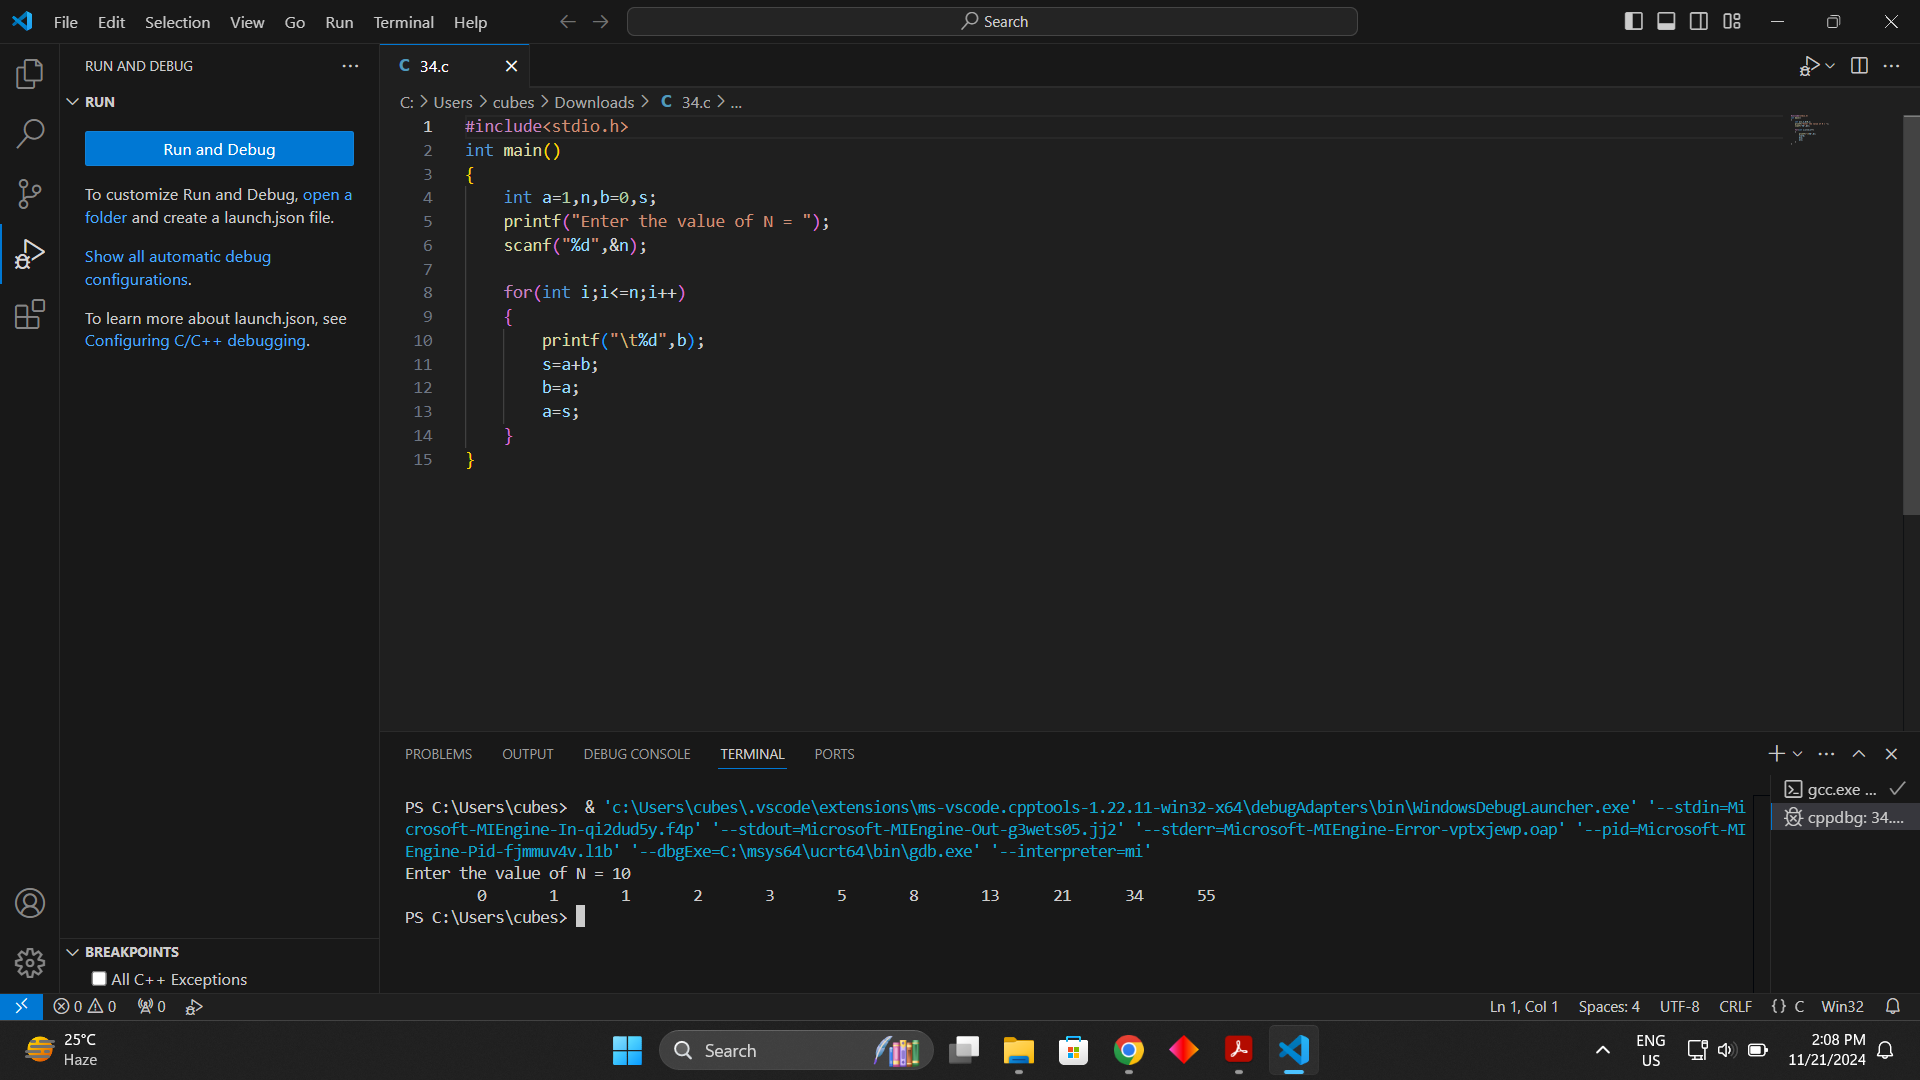 File Edit Selection View Go Run Terminal Help
Search
RUN AND DEBUG
RUN
Run and Debug
To customize Run and Debug, open a
folder and create a launch.json file.
Show all automatic debug
configurations.
To learn more about launch.json, see
Configuring C/C++ debugging.
BREAKPOINTS
All C++ Exceptions
C 34.c
C: > Users > cubes > Downloads > C 34.c > ...
1 #include<stdio.h>
2 int main()
3 {
4 int a=1,n,b=0,s;
5 printf("Enter the value of N = ");
6 scanf("%d",&n);
7
8 for(int i;i<=n;i++)
9 {
10 printf("\t%d",b);
11 s=a+b;
12 b=a;
13 a=s;
14 }
15 }
PROBLEMS OUTPUT DEBUG CONSOLE TERMINAL PORTS
PS C:\Users\cubes>  & 'c:\Users\cubes\.vscode\extensions\ms-vscode.cpptools-1.22.11-win32-x64\debugAdapters\bin\WindowsDebugLauncher.exe' '--stdin=Mi
crosoft-MIEngine-In-qi2dud5y.f4p' '--stdout=Microsoft-MIEngine-Out-g3wets05.jj2' '--stderr=Microsoft-MIEngine-Error-vptxjewp.oap' '--pid=Microsoft-MI
Engine-Pid-fjmmuv4v.l1b' '--dbgExe=C:\msys64\ucrt64\bin\gdb.exe' '--interpreter=mi'
Enter the value of N = 10
0 1 1 2 3 5 8 13 21 34 55
PS C:\Users\cubes>
gcc.exe ...
cppdbg: 34....
0 0 0
Ln 1, Col 1 Spaces: 4 UTF-8 CRLF {} C Win32
25°C
Haze
Search
ENG
US
2:08 PM
11/21/2024